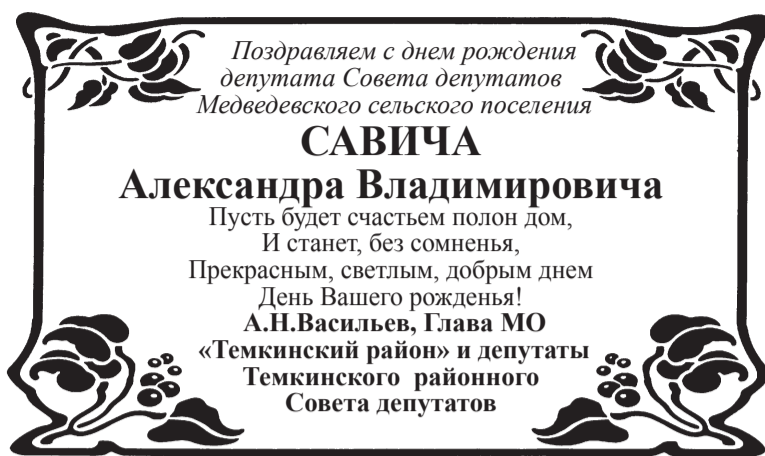 Поздравляем с днем рождения
депутата Совета депутатов
Медведевского сельского поселения
САВИЧА
Александра Владимировича
Пусть будет счастьем полон дом,
И станет, без сомненья,
Прекрасным, светлым, добрым днем
День Вашего рожденья!
А.Н.Васильев, Глава МО
«Темкинский район» и депутаты
Темкинского районного
Совета депутатов